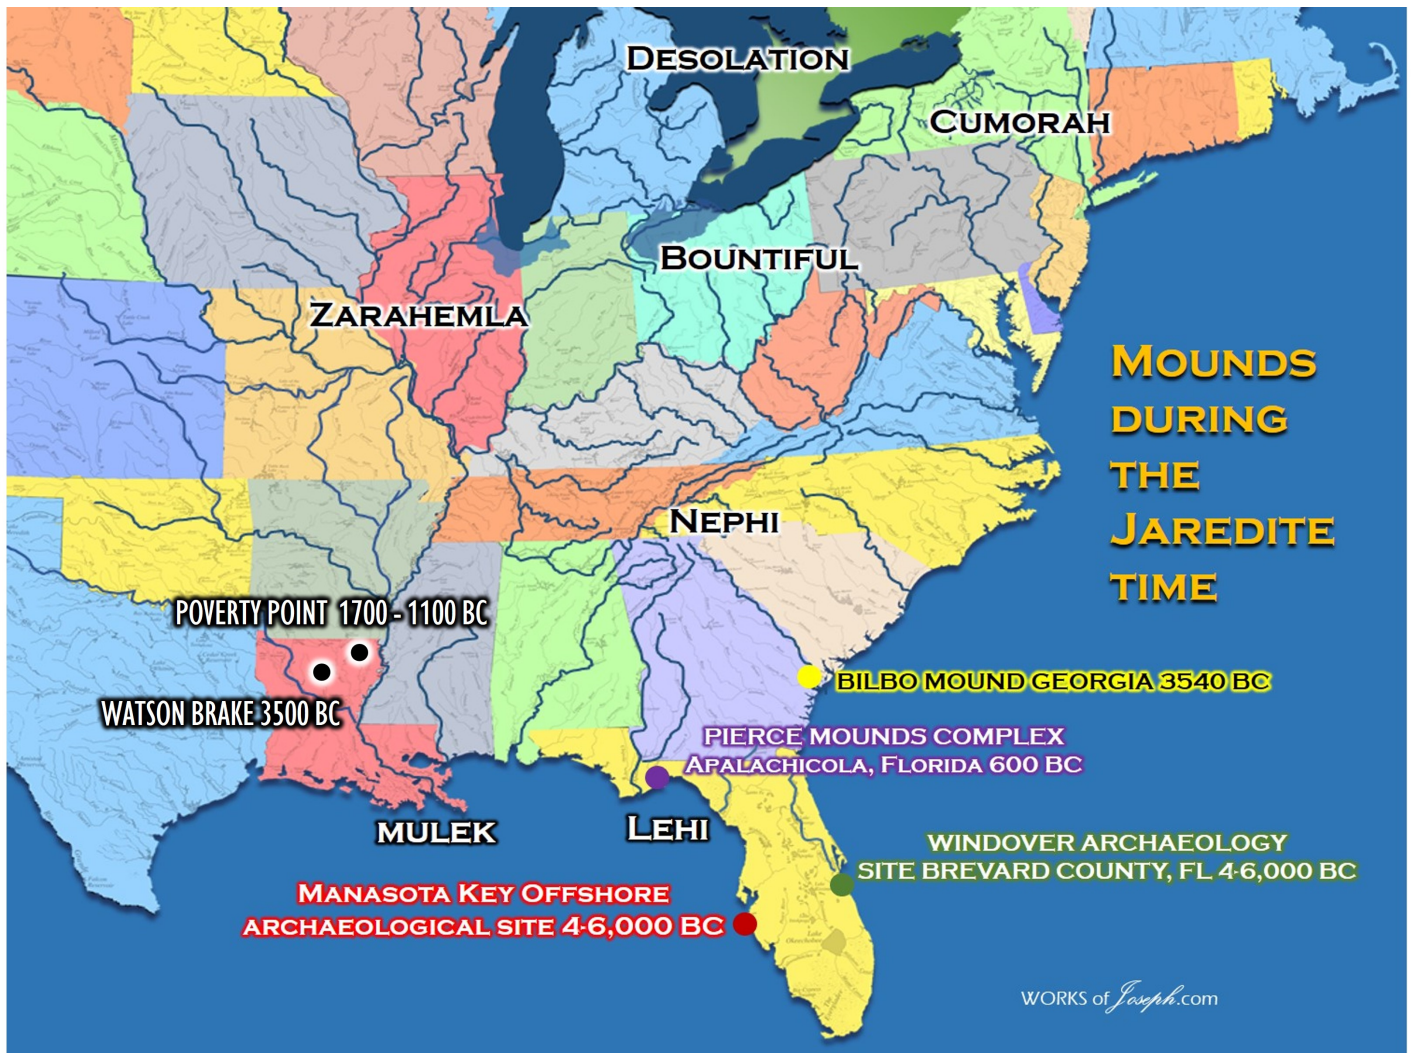 DESOLATION
CUMORAH
BOUNTIFUL
ZARAHEMLA
MOUNDS
DURING
THE
JAREDITE
TIME
NEPHI
POVERTY POINT 1700 - 1100 BC
WATSON BRAKE 3500 BC
BILBO MOUND GEORGIA 3540 BC
PIERCE MOUNDS COMPLEX
APALACHICOLA, FLORIDA 600 BC
MULEK
LEHI
WINDOVER ARCHAEOLOGY
SITE BREVARD COUNTY, FL 4-6,000 BC
MANASOTA KEY OFFSHORE
ARCHAEOLOGICAL SITE 4-6,000 BC
WORKS of Joseph.com